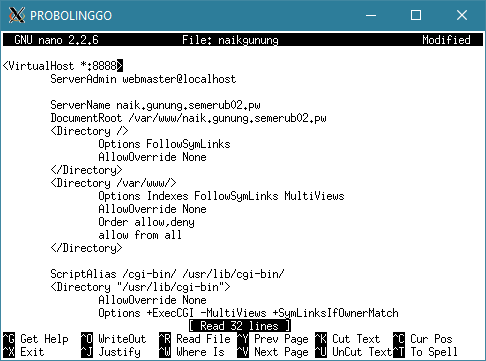 PROBOLINGGO
GNU nano 2.2.6 File: naikgunung Modified
<VirtualHost *:8888>
ServerAdmin webmaster@localhost
ServerName naik.gunung.semerub02.pw
DocumentRoot /var/www/naik.gunung.semerub02.pw
<Directory />
Options FollowSymLinks
AllowOverride None
</Directory>
<Directory /var/www/>
Options Indexes FollowSymLinks MultiViews
AllowOverride None
Order allow,deny
allow from all
</Directory>
ScriptAlias /cgi-bin/ /usr/lib/cgi-bin/
<Directory "/usr/lib/cgi-bin">
AllowOverride None
Options +ExecCGI -MultiViews +SymLinksIfOwnerMatch
[ Read 32 lines ]
^G Get Help ^O WriteOut ^R Read File ^Y Prev Page ^K Cut Text ^C Cur Pos
^X Exit ^J Justify ^W Where Is ^V Next Page ^U UnCut Text ^T To Spell